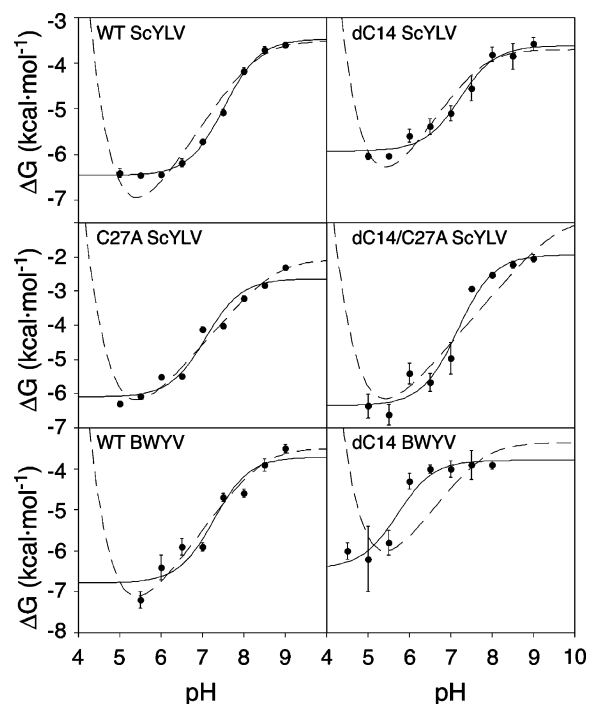 WT ScYLV
dC14 ScYLV
-3
-4
-5
-6
-7
ΔG (kcal·mol⁻¹)
C27A ScYLV
dC14/C27A ScYLV
-2
-3
-4
-5
-6
-7
ΔG (kcal·mol⁻¹)
WT BWYV
dC14 BWYV
-4
-5
-6
-7
-8
ΔG (kcal·mol⁻¹)
4 5 6 7 8 9 4 5 6 7 8 9 10
pH pH